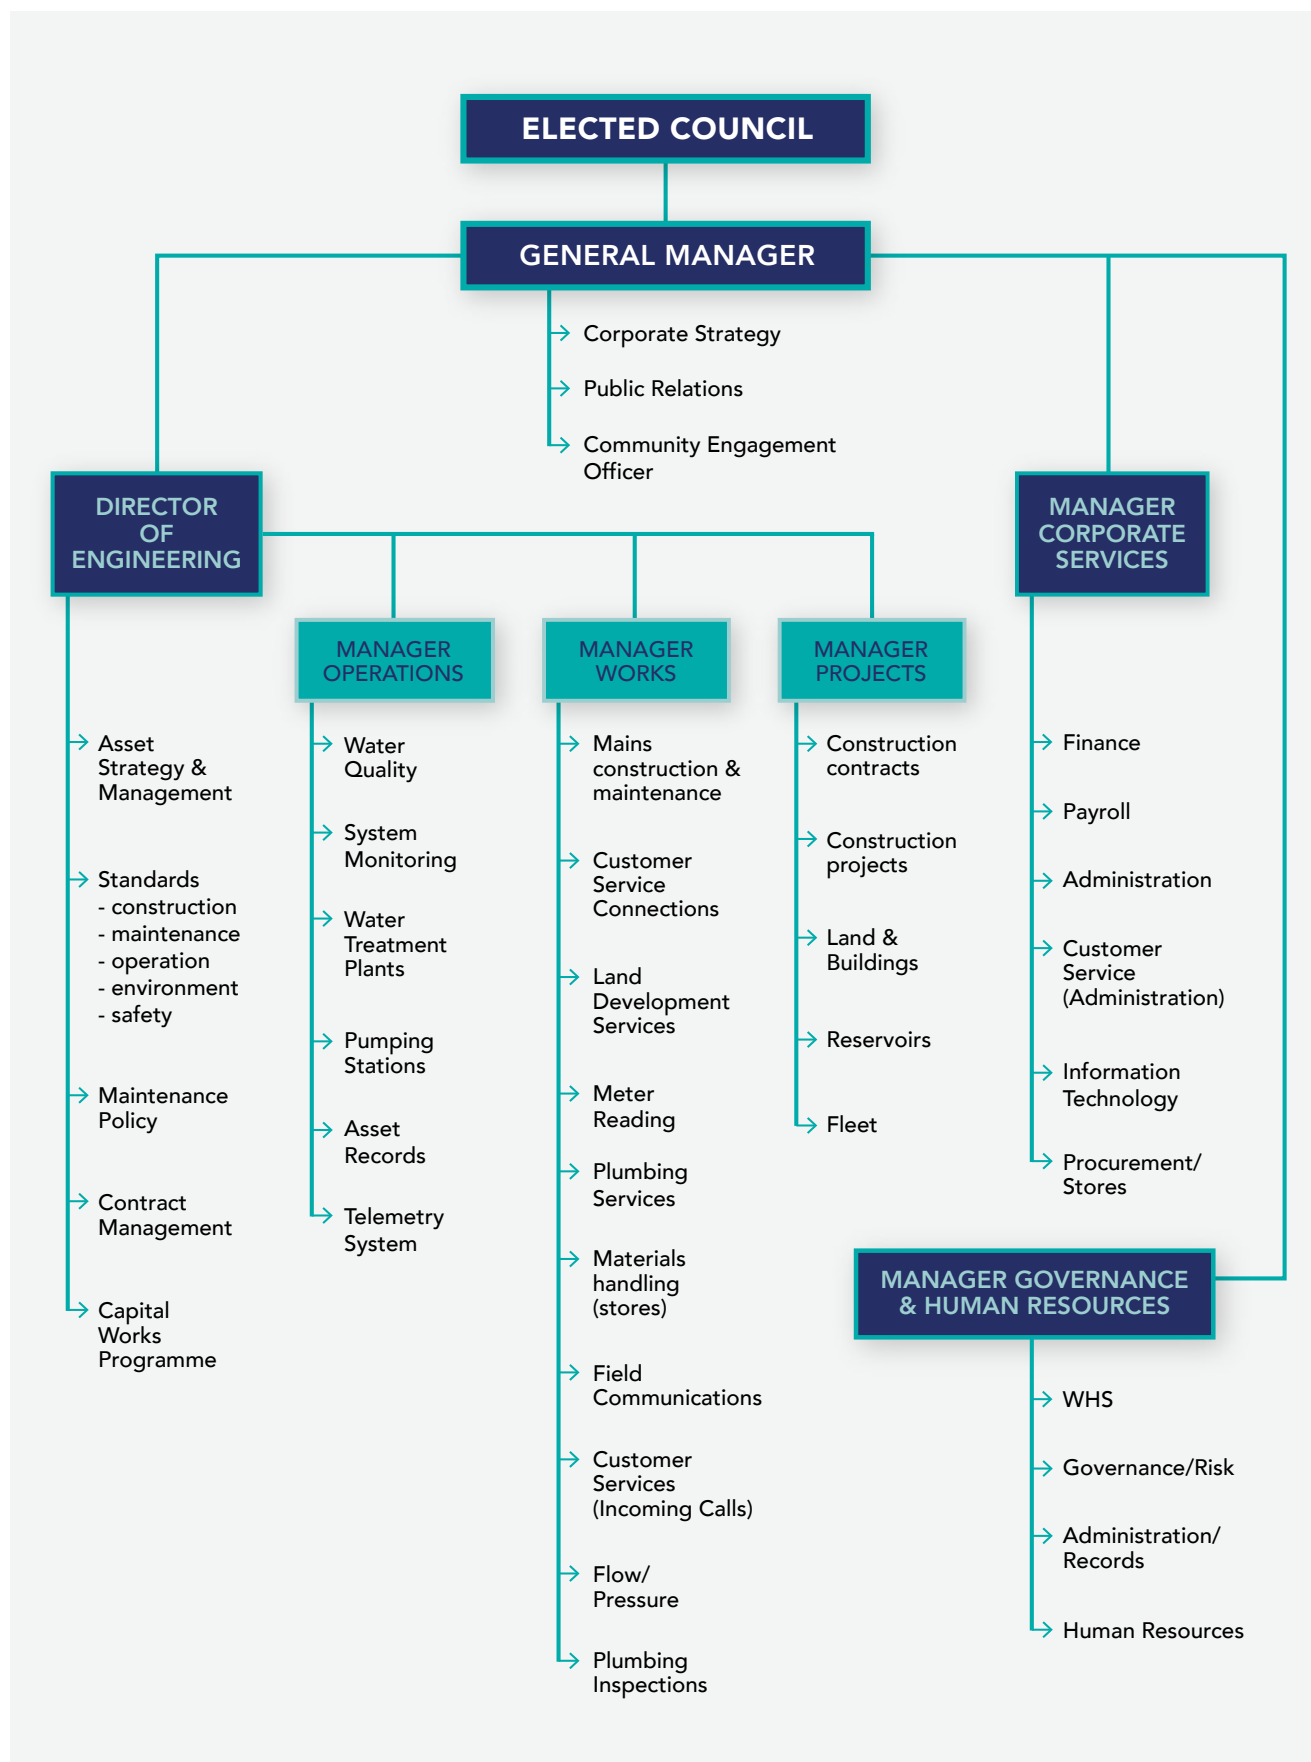 ELECTED COUNCIL
GENERAL MANAGER
Corporate Strategy
Public Relations
Community Engagement
Officer
DIRECTOR
OF
ENGINEERING
Asset
Strategy &
Management
Standards
- construction
- maintenance
- operation
- environment
- safety
Maintenance
Policy
Contract
Management
Capital
Works
Programme
MANAGER
OPERATIONS
Water
Quality
System
Monitoring
Water
Treatment
Plants
Pumping
Stations
Asset
Records
Telemetry
System
MANAGER
WORKS
Mains
construction &
maintenance
Customer
Service
Connections
Land
Development
Services
Meter
Reading
Plumbing
Services
Materials
handling
(stores)
Field
Communications
Customer
Services
(Incoming Calls)
Flow/
Pressure
Plumbing
Inspections
MANAGER
PROJECTS
Construction
contracts
Construction
projects
Land &
Buildings
Reservoirs
Fleet
MANAGER
CORPORATE
SERVICES
Finance
Payroll
Administration
Customer
Service
(Administration)
Information
Technology
Procurement/
Stores
MANAGER GOVERNANCE
& HUMAN RESOURCES
WHS
Governance/Risk
Administration/
Records
Human Resources